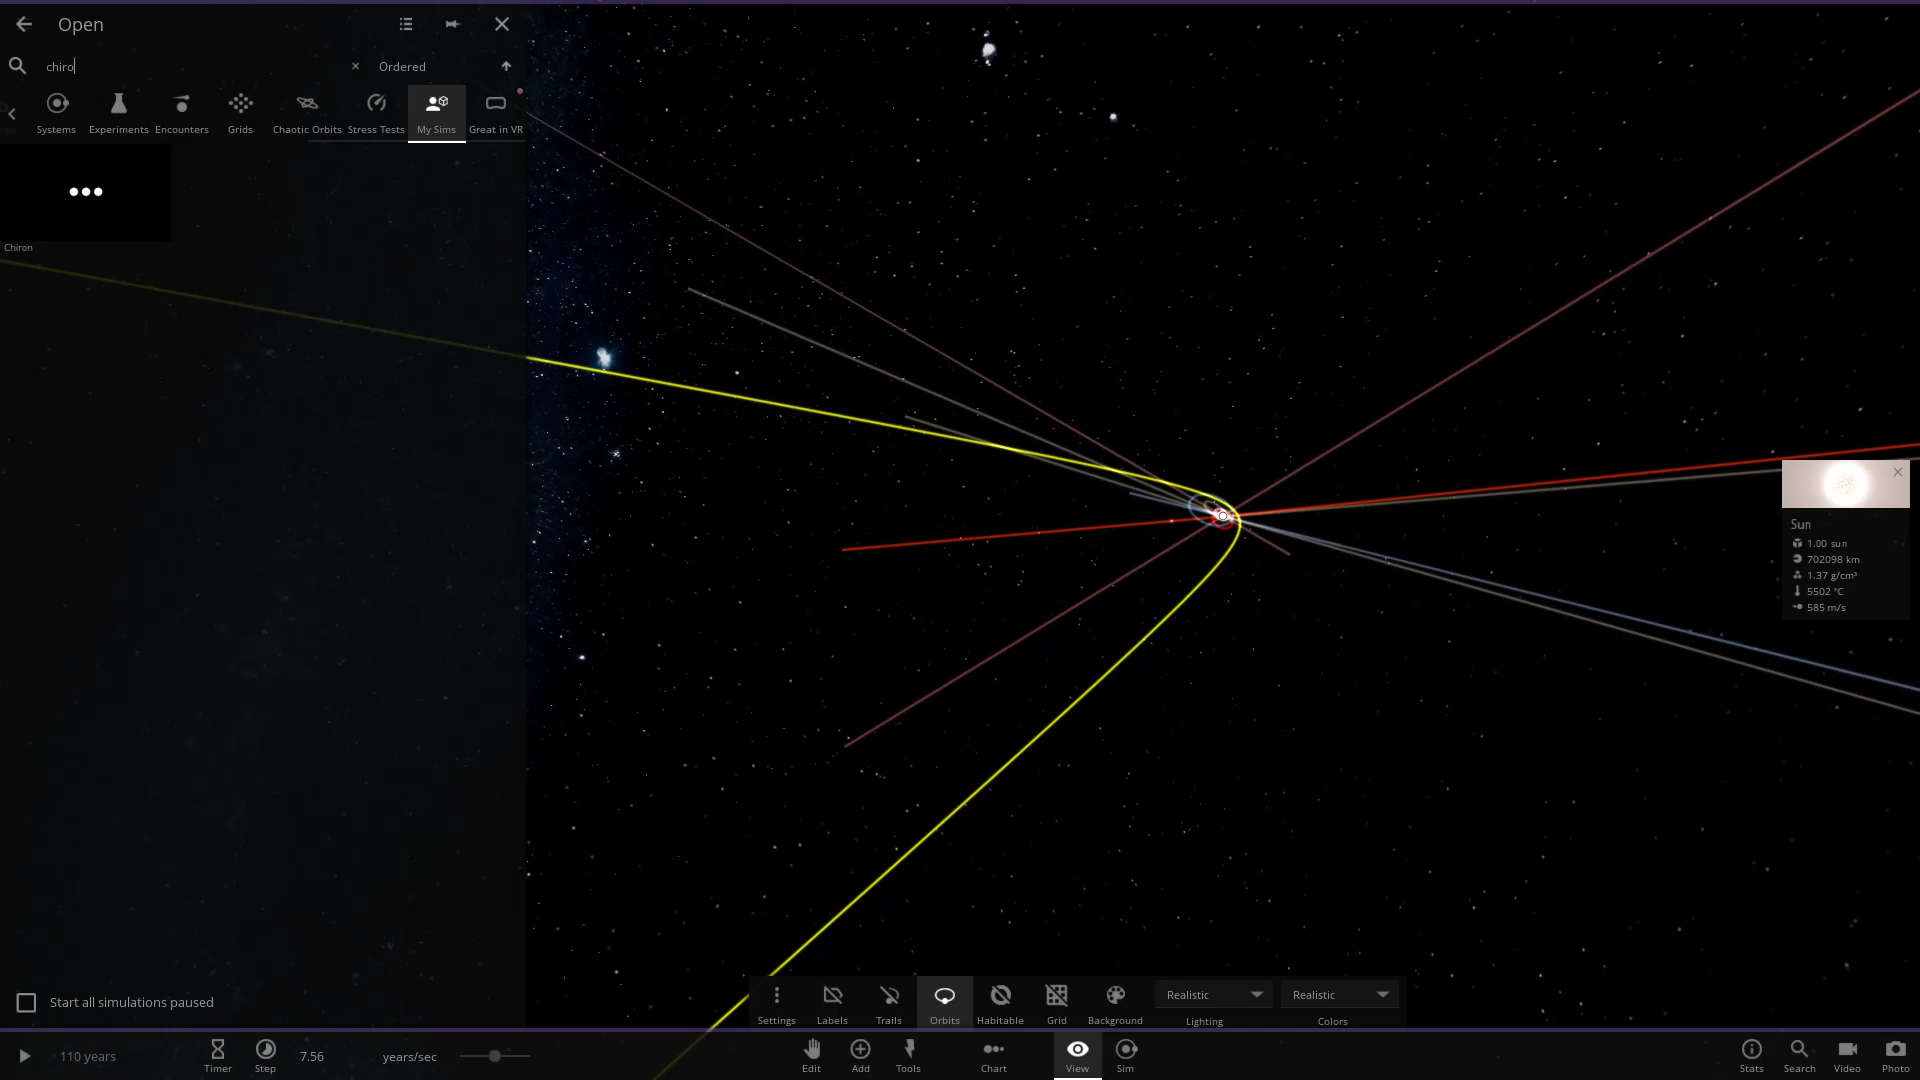 Open
chiro
Ordered
Systems
Experiments
Encounters
Grids
Chaotic Orbits
Stress Tests
My Sims
Great in VR
Chiron
Sun
1.00 sun
702098 km
1.37 g/cm³
5502 °C
585 m/s
Start all simulations paused
Realistic
Realistic
Settings
Labels
Trails
Orbits
Habitable
Grid
Background
Lighting
Colors
110 years
Timer
Step
7.56
years/sec
Edit
Add
Tools
Chart
View
Sim
Stats
Search
Video
Photo